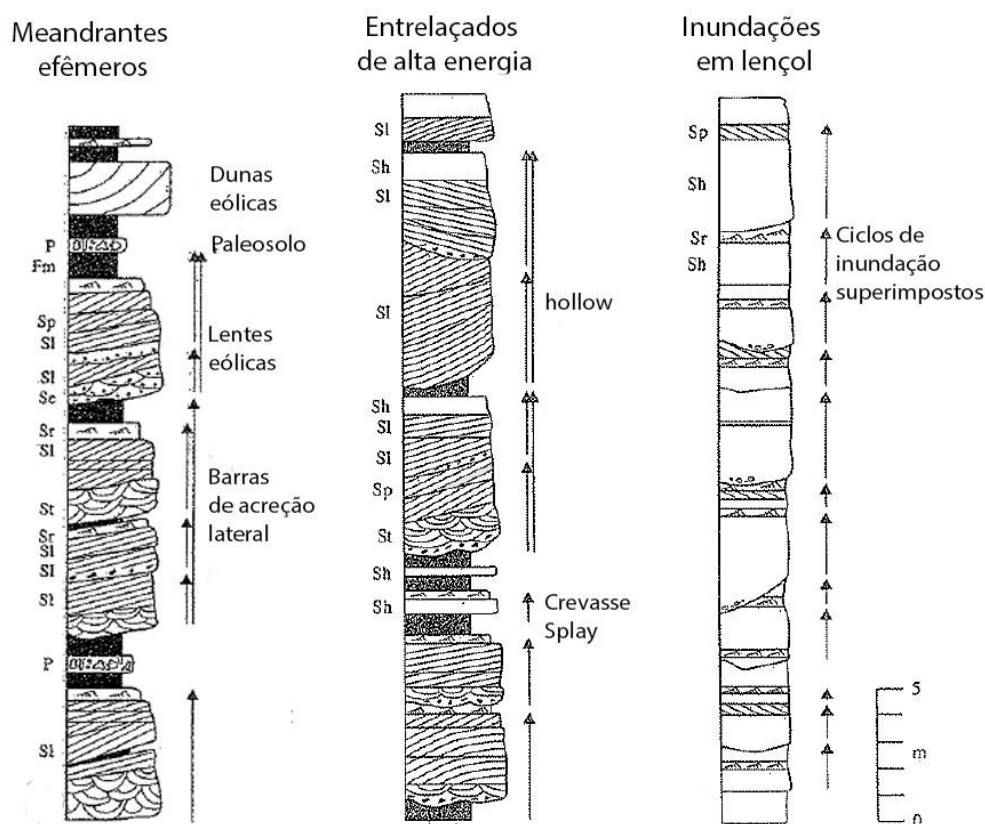 Meandrantes
efêmeros
Dunas
eólicas
P
Paleosolo
Fm
Sp
Sl
Lentes
eólicas
Sl
Se
Sr
Sl
Barras
de acreção
lateral
St
Sr
Sl
Sl
Sl
P
Sl
Entrelaçados
de alta energia
Sl
Sh
Sl
Sl
hollow
Sh
Sl
Sl
Sp
St
Sh
Sh
Crevasse
Splay
Inundações
em lençol
Sp
Sh
Sr
Sh
Ciclos de
inundação
superimpostos
5
m
0